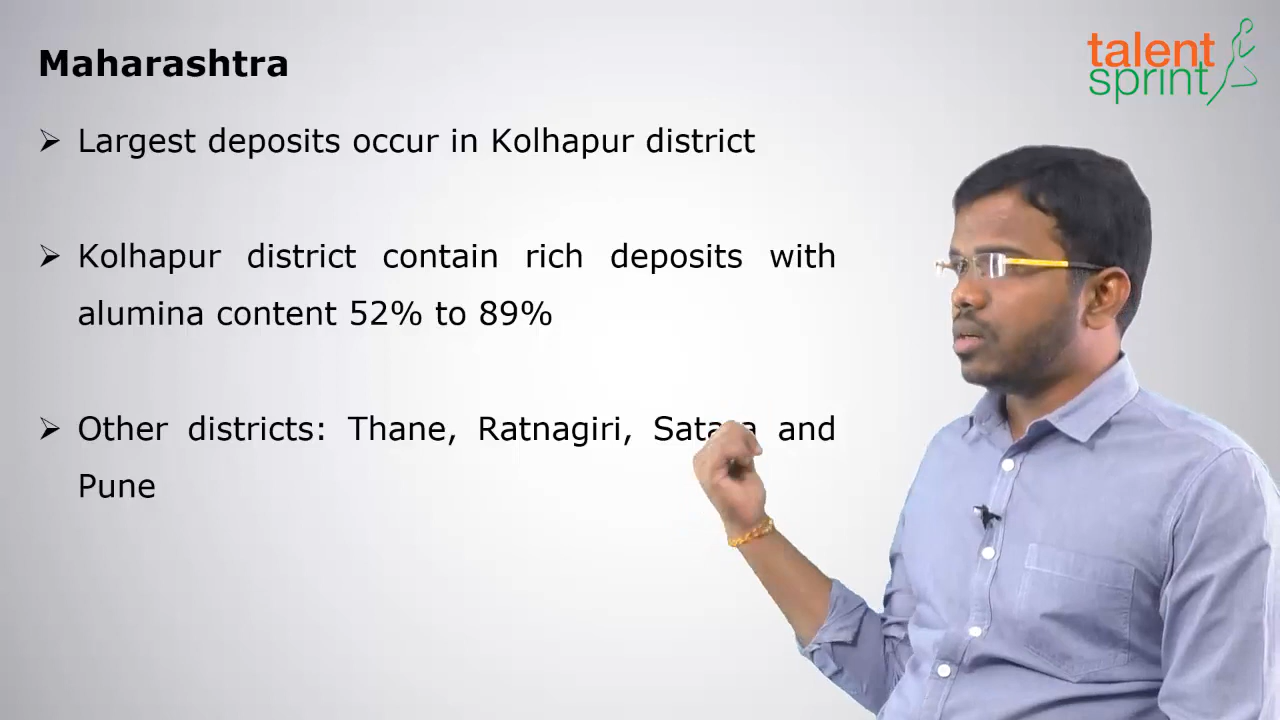 Maharashtra
talent
sprint
➢ Largest deposits occur in Kolhapur district
➢ Kolhapur district contain rich deposits with
alumina content 52% to 89%
➢ Other districts: Thane, Ratnagiri, Satara and
Pune